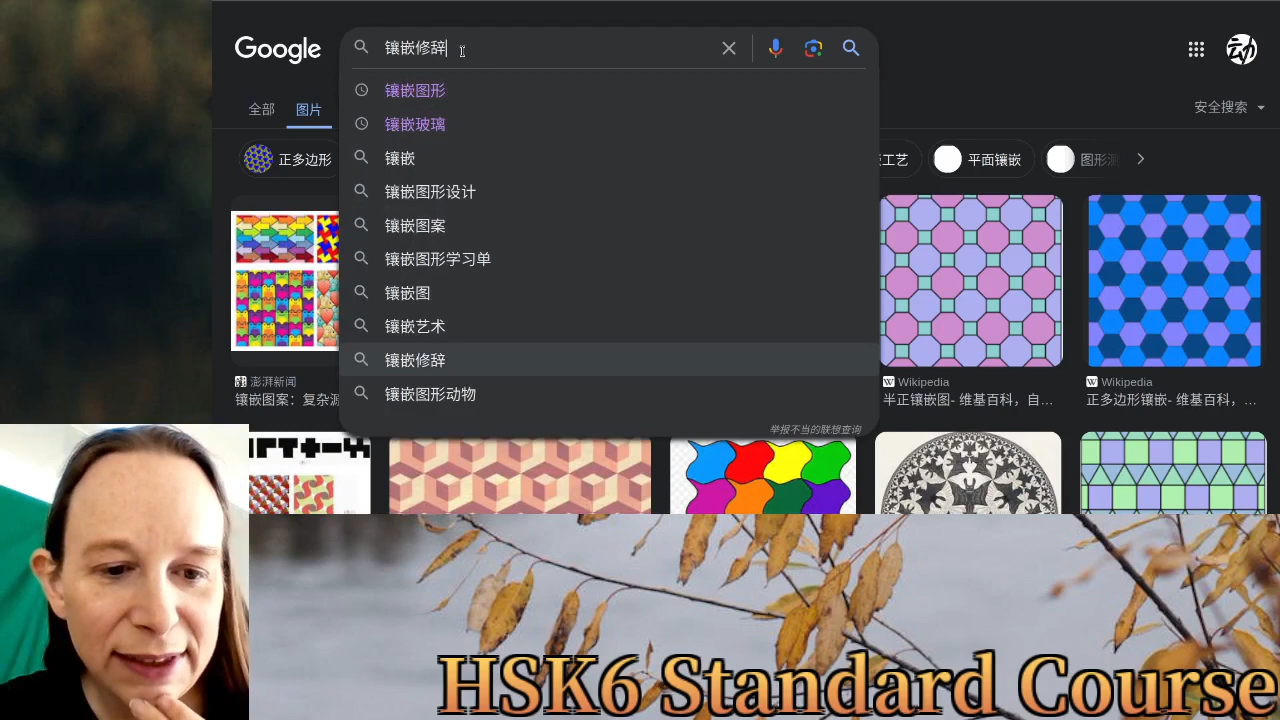 Google
镶嵌修辞
动
全部
图片
安全搜索
镶嵌图形
镶嵌玻璃
镶嵌
镶嵌图形设计
镶嵌图案
镶嵌图形学习单
镶嵌图
镶嵌艺术
镶嵌修辞
镶嵌图形动物
举报不当的联想查询
正多边形
工艺
平面镶嵌
图形
澎湃新闻
镶嵌图案：复杂
W Wikipedia
半正镶嵌图- 维基百科，自…
W Wikipedia
正多边形镶嵌- 维基百科，…
HSK6 Standard Course